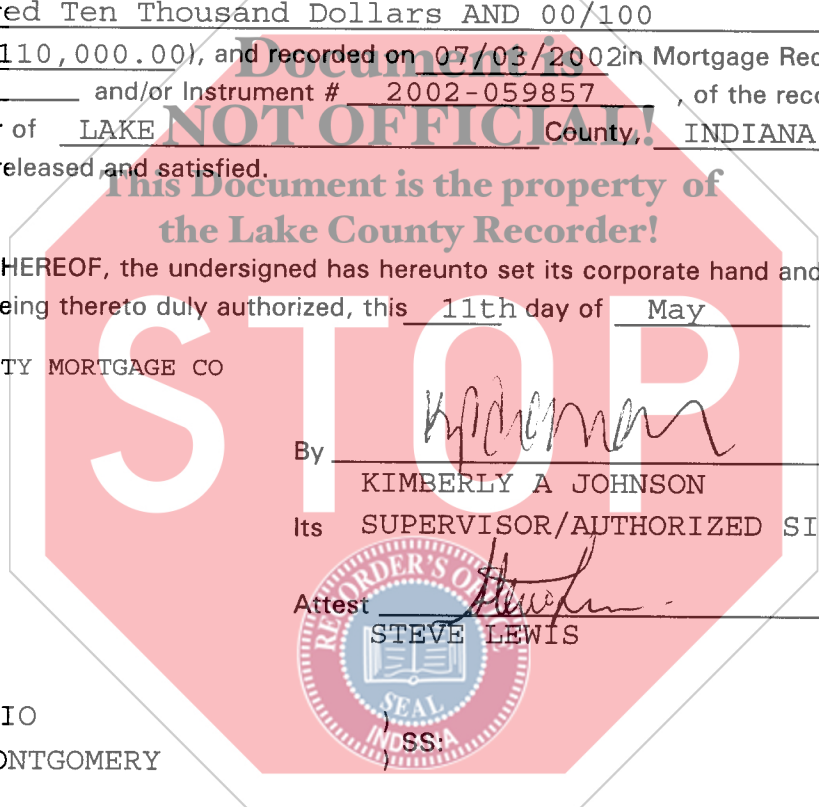 ed Ten Thousand Dollars AND 00/100
110,000.00), and recorded on 07/03/2002in Mortgage Rec
Document is
and/or Instrument # 2002-059857 , of the reco
NOT OFFICIAL!
r of LAKE County, INDIANA
eleased and satisfied.
This Document is the property of
the Lake County Recorder!
HEREOF, the undersigned has hereunto set its corporate hand and
eing thereto duly authorized, this 11th day of May
STOP
TY MORTGAGE CO
By
KIMBERLY A JOHNSON
Its SUPERVISOR/AUTHORIZED SI
RECORDER'S OFFICE
Attest
STEVE LEWIS
SEAL
INDIANA
IO
ONTGOMERY
) SS:
)